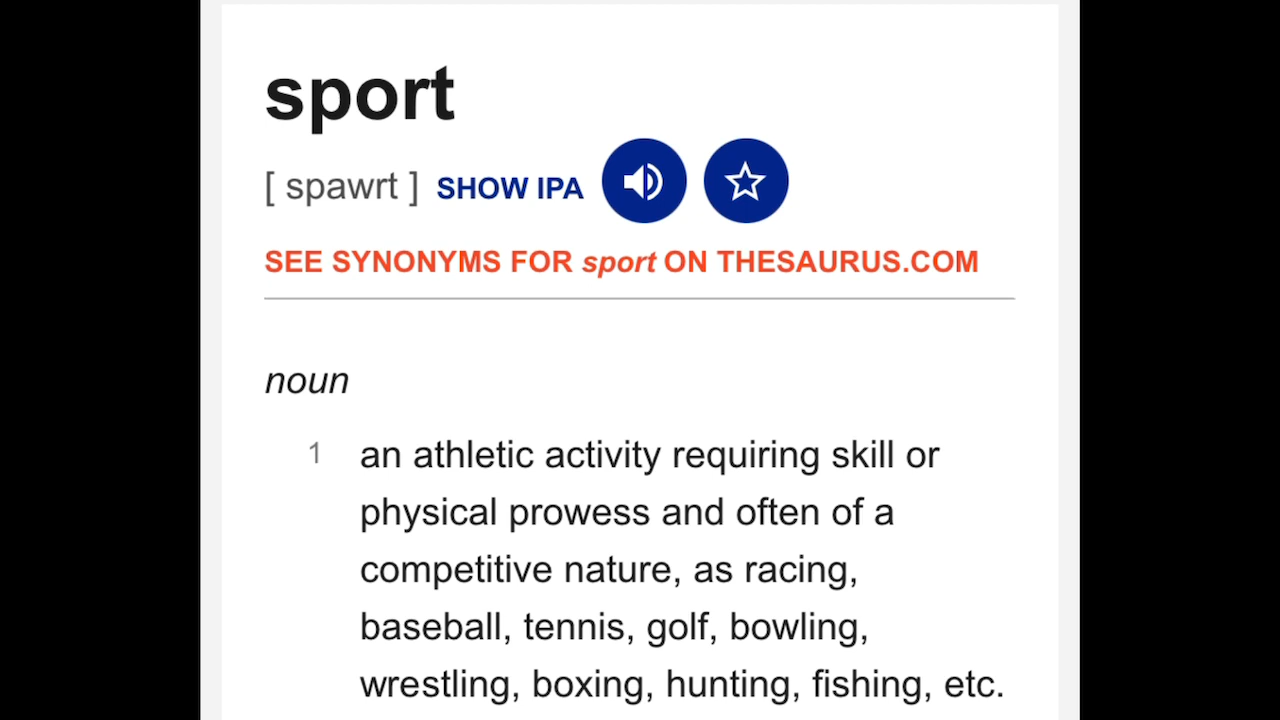 sport
[ spawrt ] SHOW IPA
SEE SYNONYMS FOR sport ON THESAURUS.COM
noun
1 an athletic activity requiring skill or
physical prowess and often of a
competitive nature, as racing,
baseball, tennis, golf, bowling,
wrestling, boxing, hunting, fishing, etc.